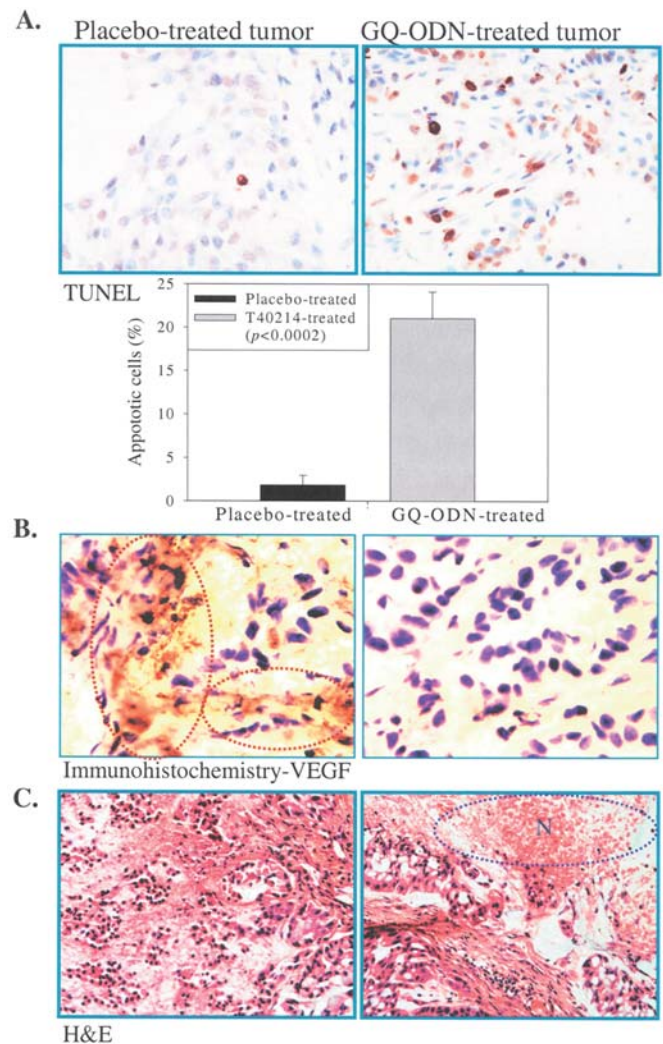 A.
Placebo-treated tumor GQ-ODN-treated tumor
TUNEL
Placebo-treated
T40214-treated
(p<0.0002)
Appototic cells (%)
25
20
15
10
5
0
Placebo-treated GQ-ODN-treated
B.
Immunohistochemistry-VEGF
C.
N
H&E